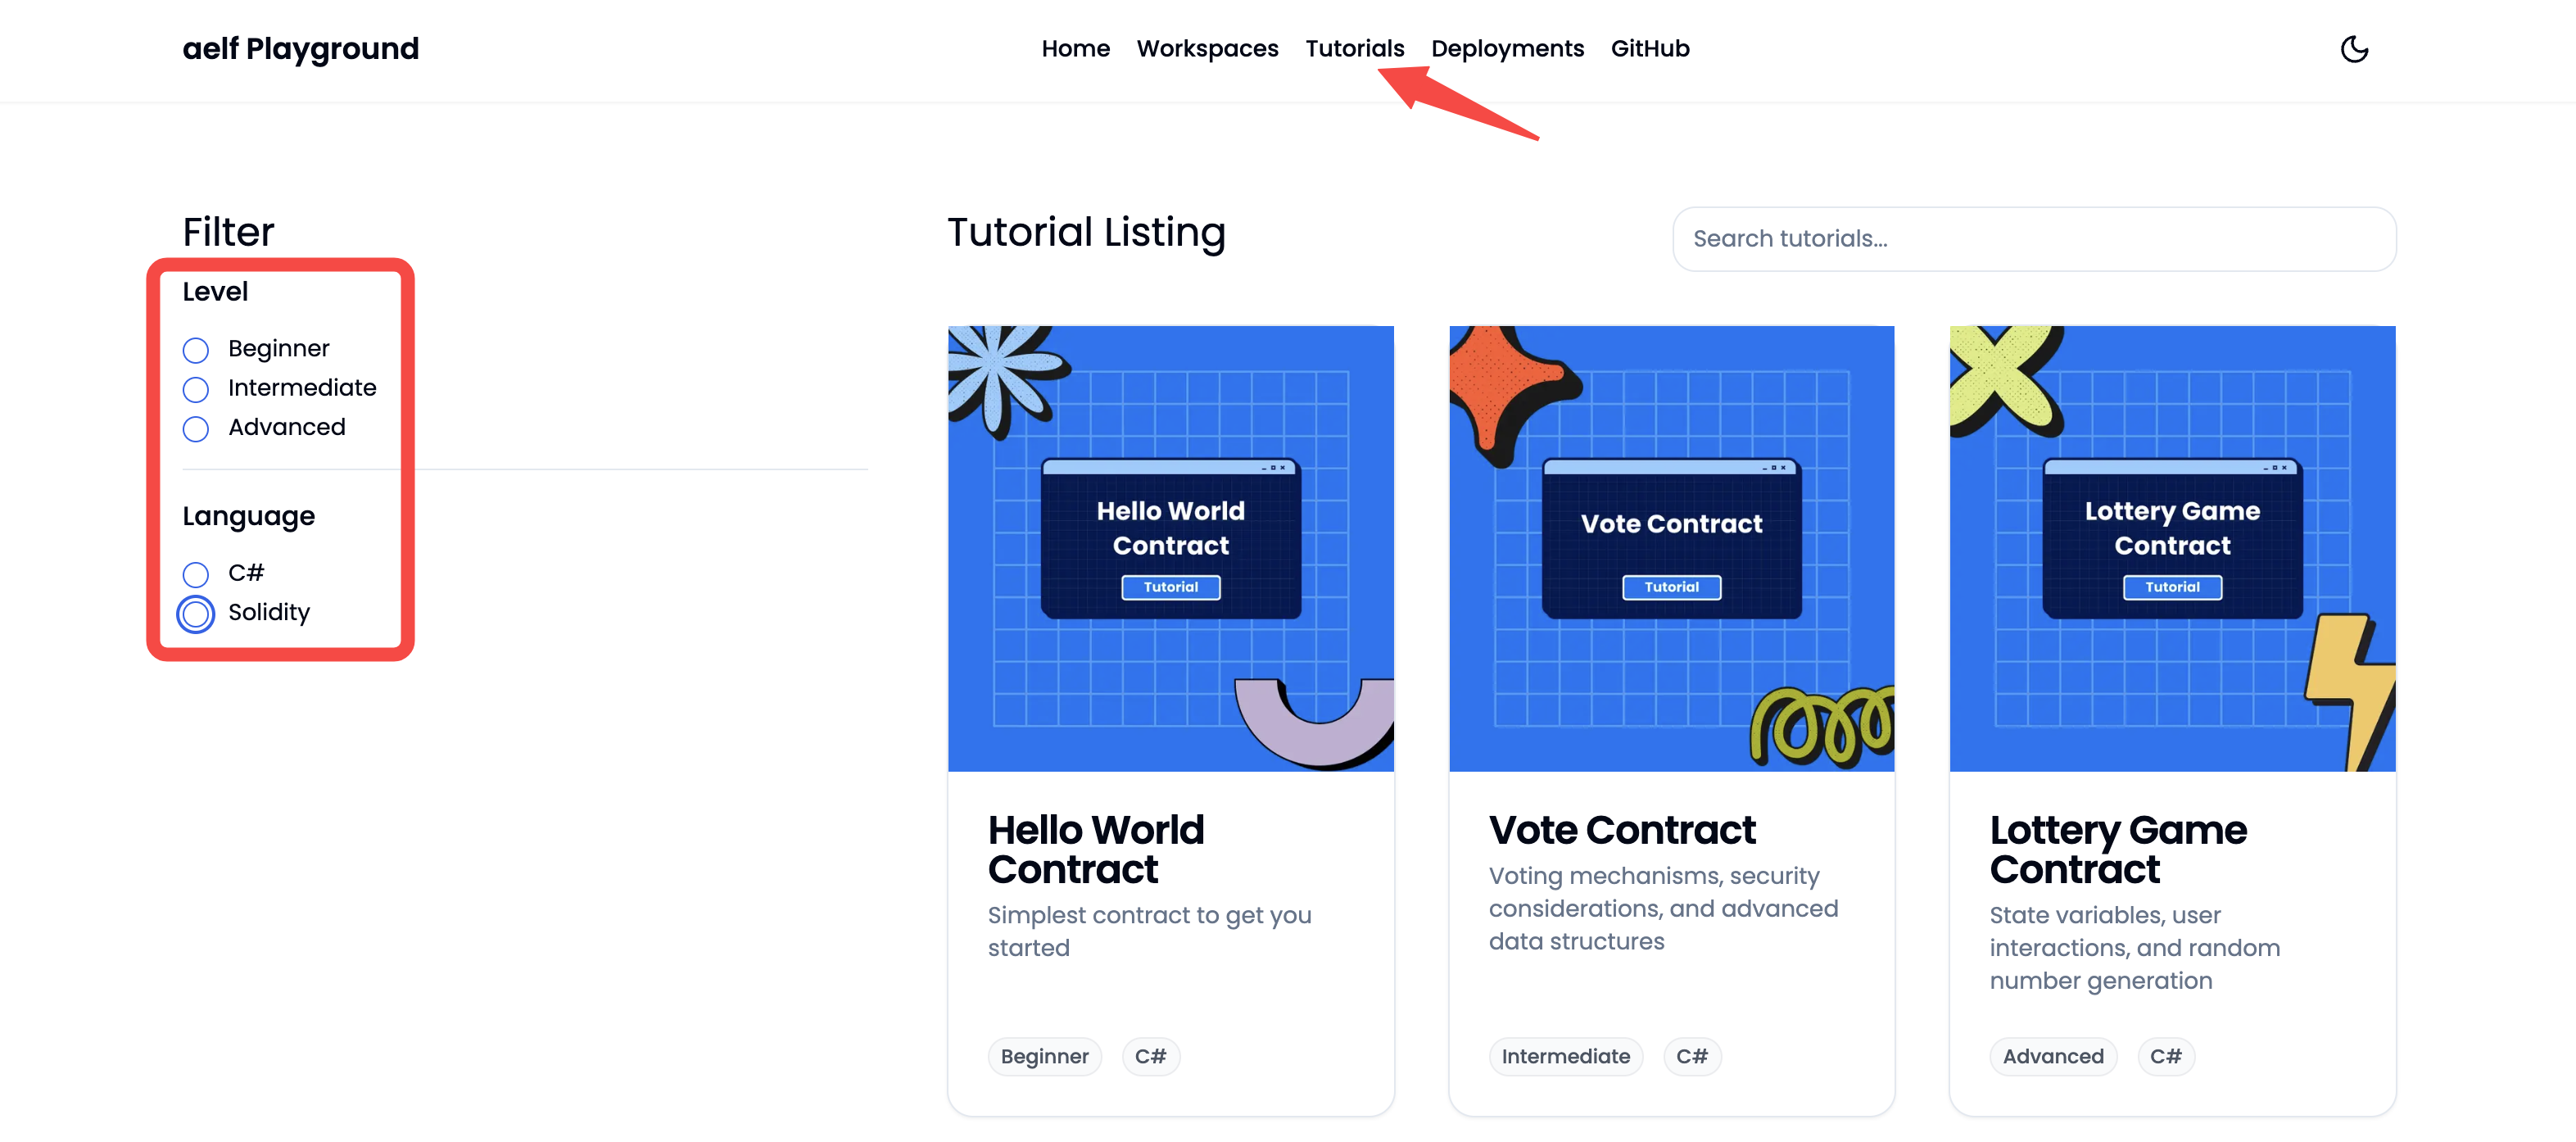 aelf Playground
Home Workspaces Tutorials Deployments GitHub
Filter
Level
Beginner
Intermediate
Advanced
Language
C#
Solidity
Tutorial Listing
Search tutorials...
Hello World
Contract
Tutorial
Hello World
Contract
Simplest contract to get you
started
Beginner C#
Vote Contract
Tutorial
Vote Contract
Voting mechanisms, security
considerations, and advanced
data structures
Intermediate C#
Lottery Game
Contract
Tutorial
Lottery Game
Contract
State variables, user
interactions, and random
number generation
Advanced C#